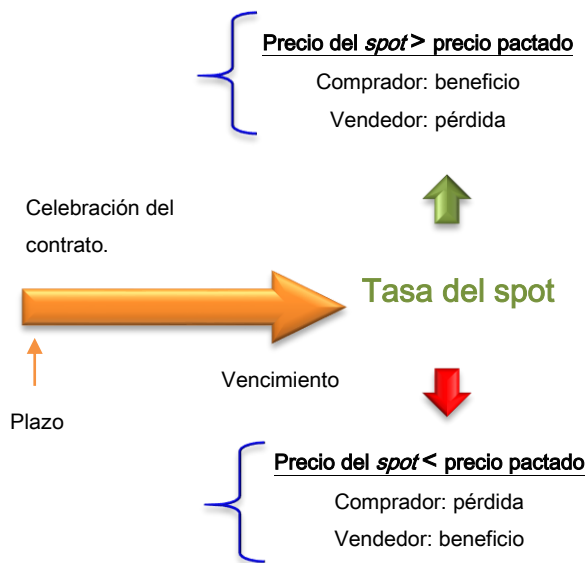 Precio del spot > precio pactado
Comprador: beneficio
Vendedor: pérdida
Celebración del
contrato.
Tasa del spot
Vencimiento
Plazo
Precio del spot < precio pactado
Comprador: pérdida
Vendedor: beneficio